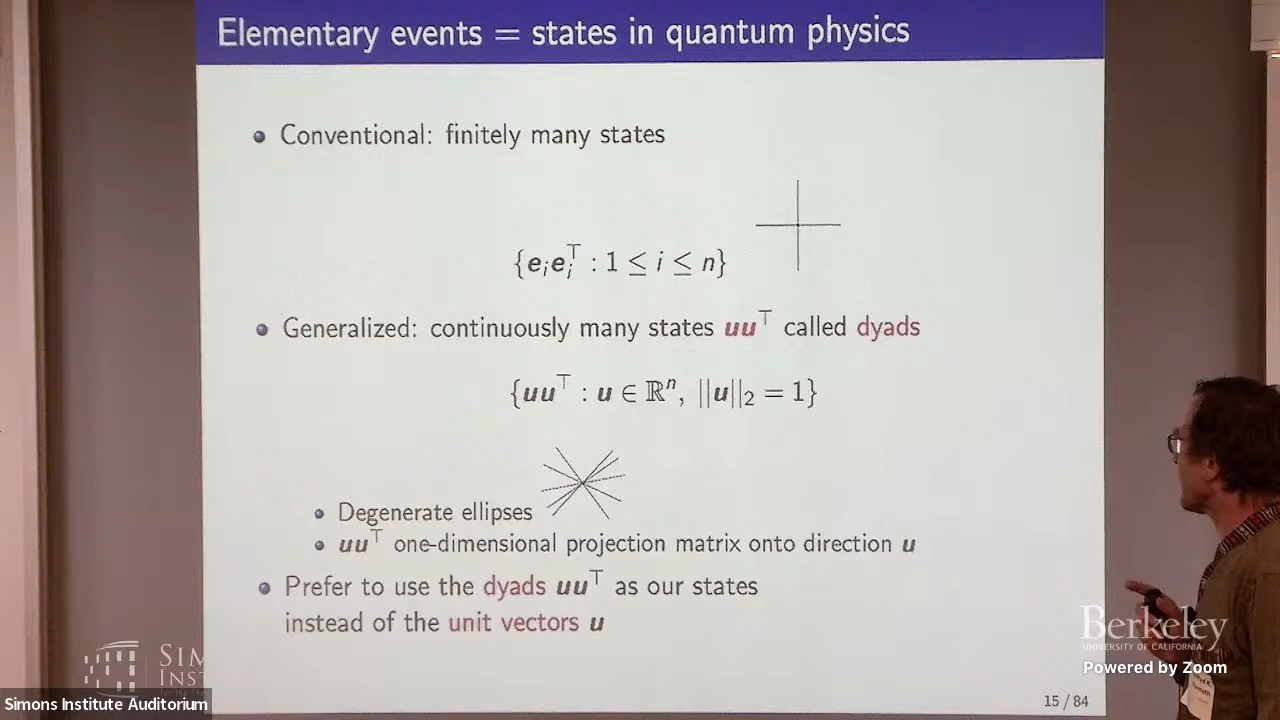 Elementary events = states in quantum physics
Conventional: finitely many states
{e_i e_i^⊤ : 1 ≤ i ≤ n}
Generalized: continuously many states uu^⊤ called dyads
{uu^⊤ : u ∈ ℝ^n, ||u||_2 = 1}
Degenerate ellipses
uu^⊤ one-dimensional projection matrix onto direction u
Prefer to use the dyads uu^⊤ as our states
instead of the unit vectors u
15 / 84
SIM
INST
Berkeley
UNIVERSITY OF CALIFORNIA
Powered by Zoom
Simons Institute Auditorium